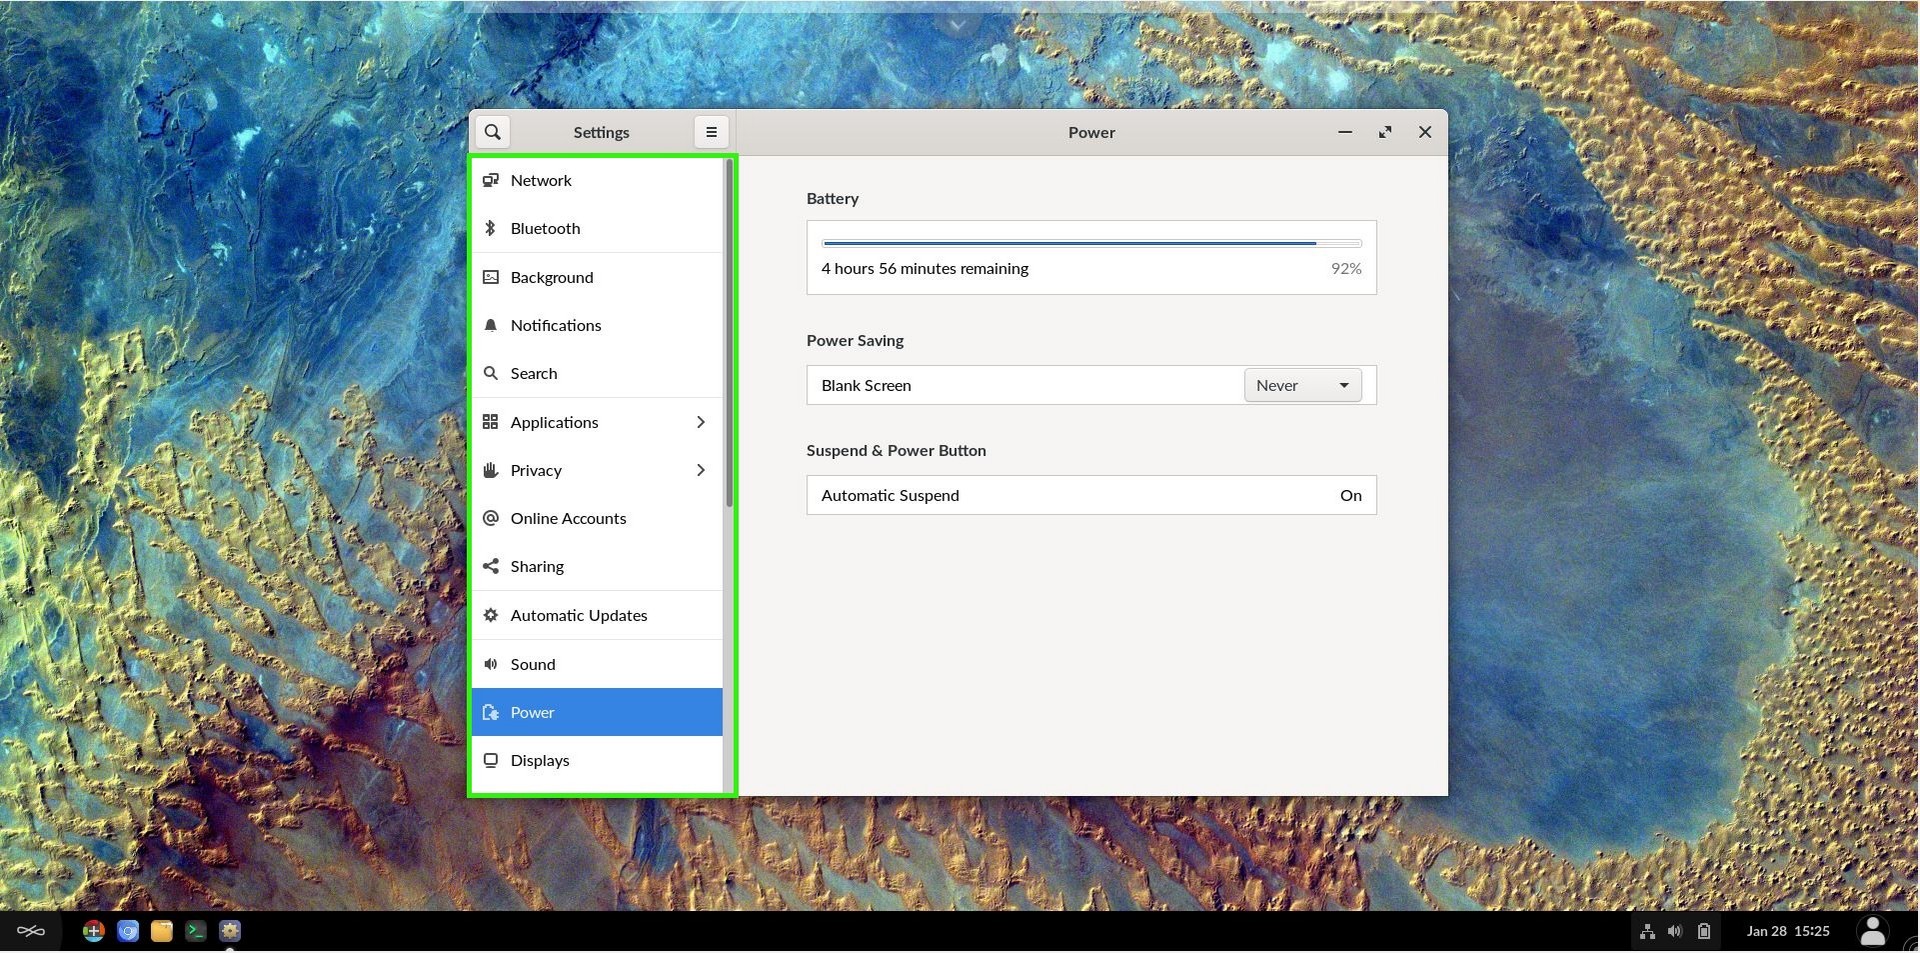 Settings
Power
Network
Bluetooth
Background
Notifications
Search
Applications
Privacy
Online Accounts
Sharing
Automatic Updates
Sound
Power
Displays
Battery
4 hours 56 minutes remaining 92%
Power Saving
Blank Screen Never
Suspend & Power Button
Automatic Suspend On
Jan 28 15:25